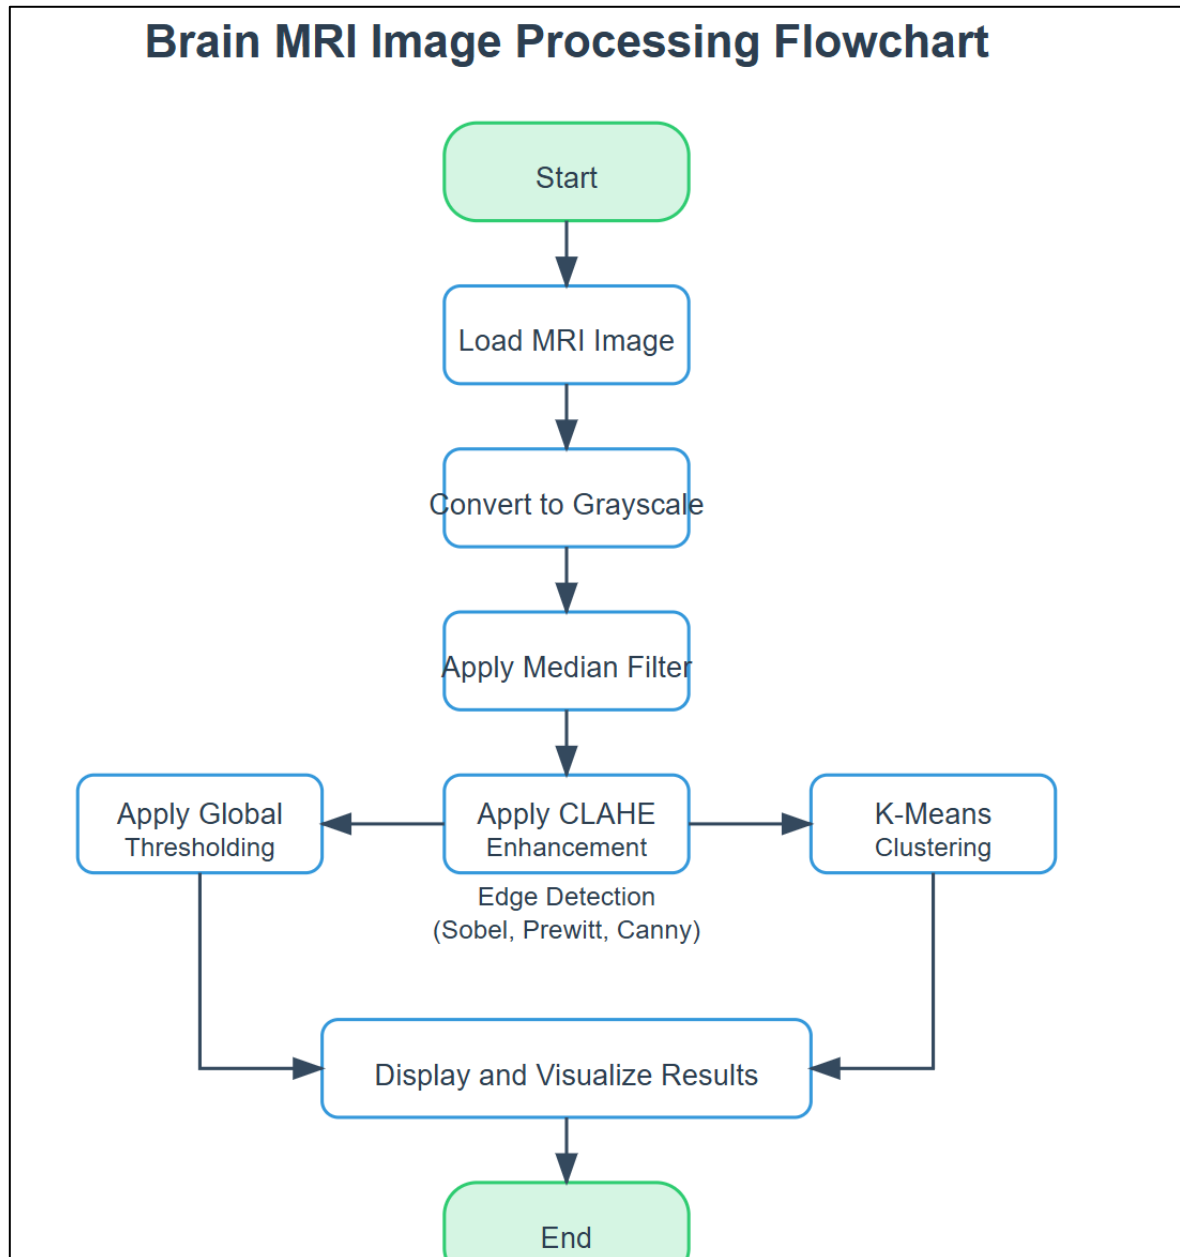 Brain MRI Image Processing Flowchart
Start
Load MRI Image
Convert to Grayscale
Apply Median Filter
Apply Global
Thresholding
Apply CLAHE
Enhancement
K-Means
Clustering
Edge Detection
(Sobel, Prewitt, Canny)
Display and Visualize Results
End